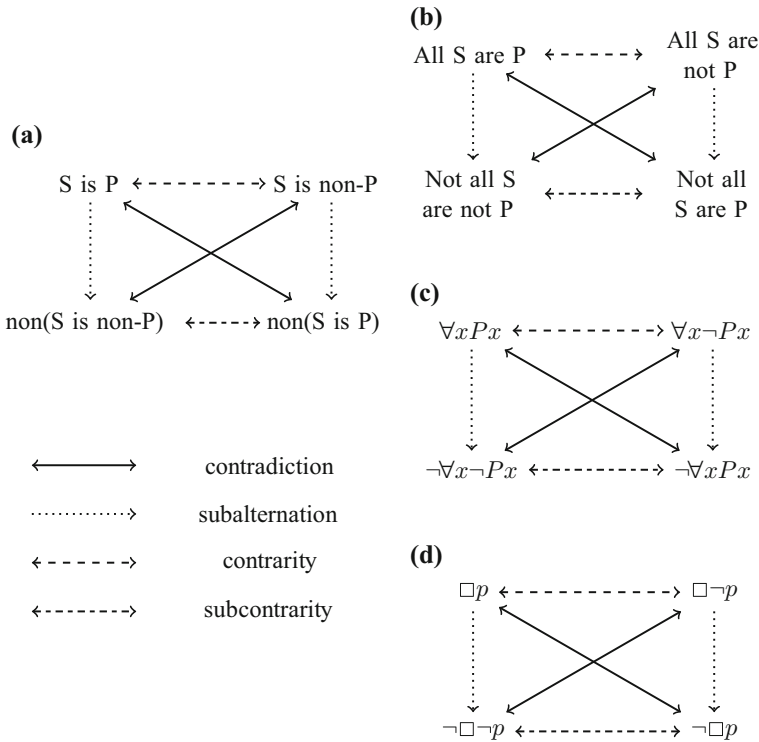 (a)
S is P
S is non-P
non(S is non-P)
non(S is P)
contradiction
subalternation
contrarity
subcontrarity
(b)
All S are P
All S are
not P
Not all S
are not P
Not all
S are P
(c)
∀xPx
∀x¬Px
¬∀x¬Px
¬∀xPx
(d)
□p
□¬p
¬□¬p
¬□p